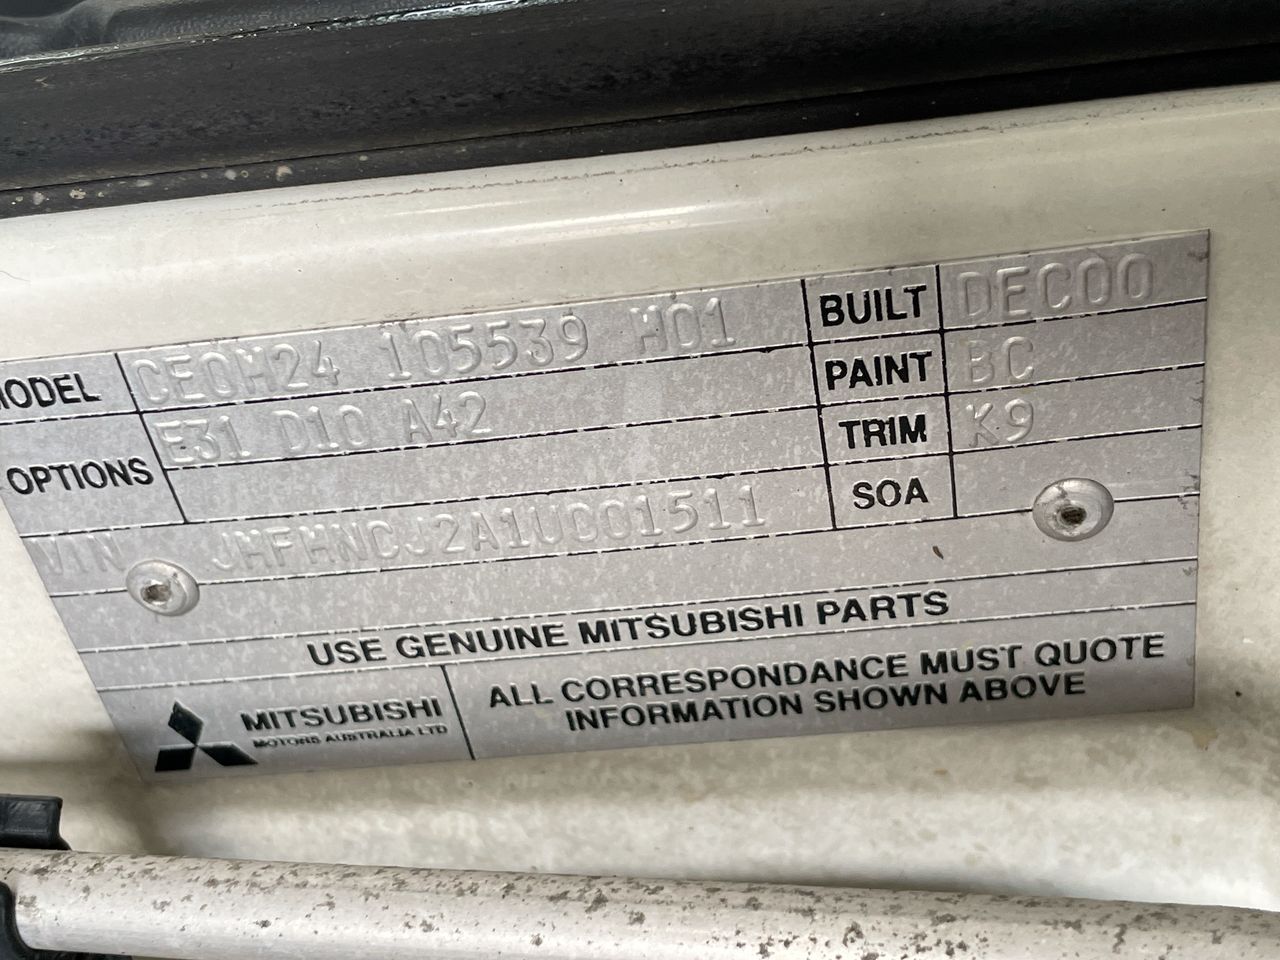 MODEL CE0M24 105539 M01
OPTIONS E31 D10 A42
VIN JMFHNCJ2A1U001511
BUILT DEC00
PAINT BC
TRIM K9
SOA
USE GENUINE MITSUBISHI PARTS
MITSUBISHI
MOTORS AUSTRALIA LTD
ALL CORRESPONDANCE MUST QUOTE
INFORMATION SHOWN ABOVE